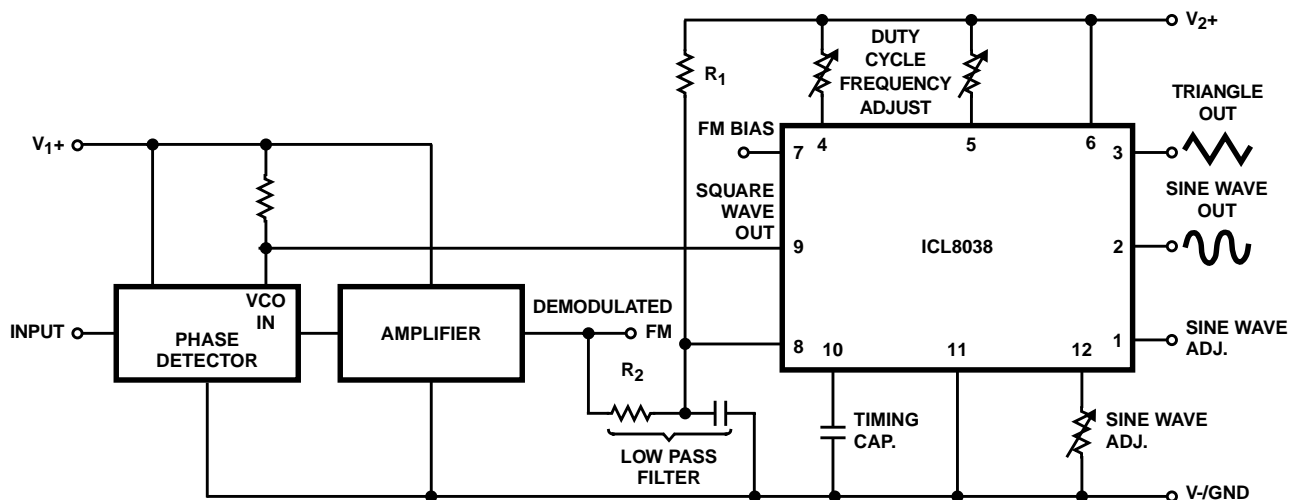 V2+
DUTY
CYCLE
FREQUENCY
ADJUST
R1
TRIANGLE
OUT
V1+
FM BIAS
7
4
5
6
3
SINE WAVE
OUT
SQUARE
WAVE
OUT
9
ICL8038
2
VCO
IN
INPUT
PHASE
DETECTOR
AMPLIFIER
DEMODULATED
FM
8
10
11
12
1
SINE WAVE
ADJ.
R2
LOW PASS
FILTER
TIMING
CAP.
SINE WAVE
ADJ.
V-/GND